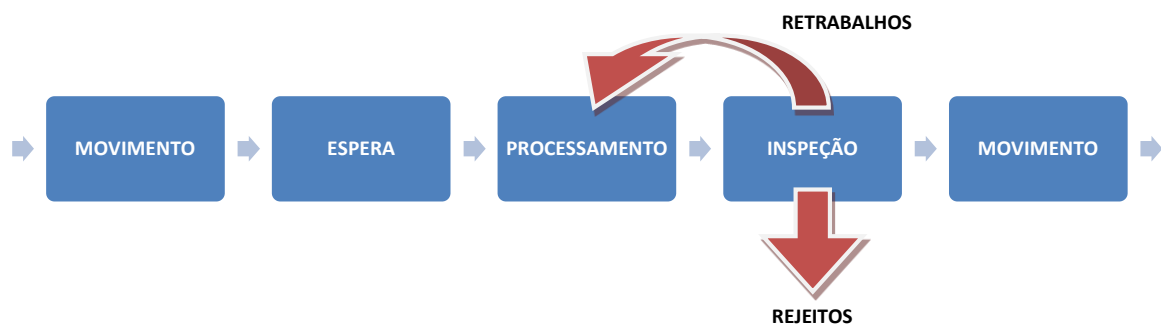 RETRABALHOS
MOVIMENTO
ESPERA
PROCESSAMENTO
INSPEÇÃO
MOVIMENTO
REJEITOS